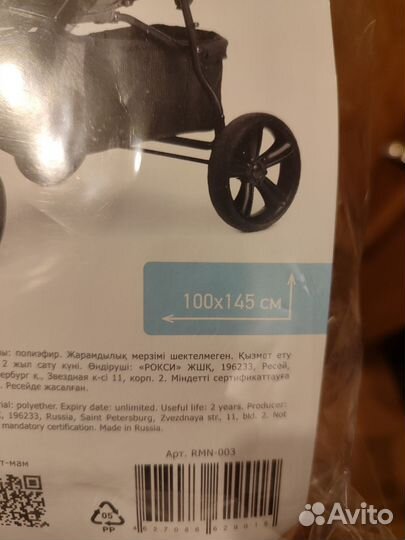 100x145 см
ы: полиэфир. Жарамдылық мерзімі шектелмеген. Қызмет ету
2 жыл сату күні. Өндіруші: «РОКСИ» ЖШҚ, 196233, Ресей,
ербург к., Звездная к-сі 11, корп. 2. Міндетті сертификаттауға
. Ресейде жасалған.
ial: polyether. Expiry date: unlimited. Useful life: 2 years. Producer:
, 196233, Russia, Saint Petersburg, Zvezdnaya str., 11, bld. 2. Not
mandatory certification. Made in Russia.
т-мам
Арт. RMN-003
05
PP
Avito